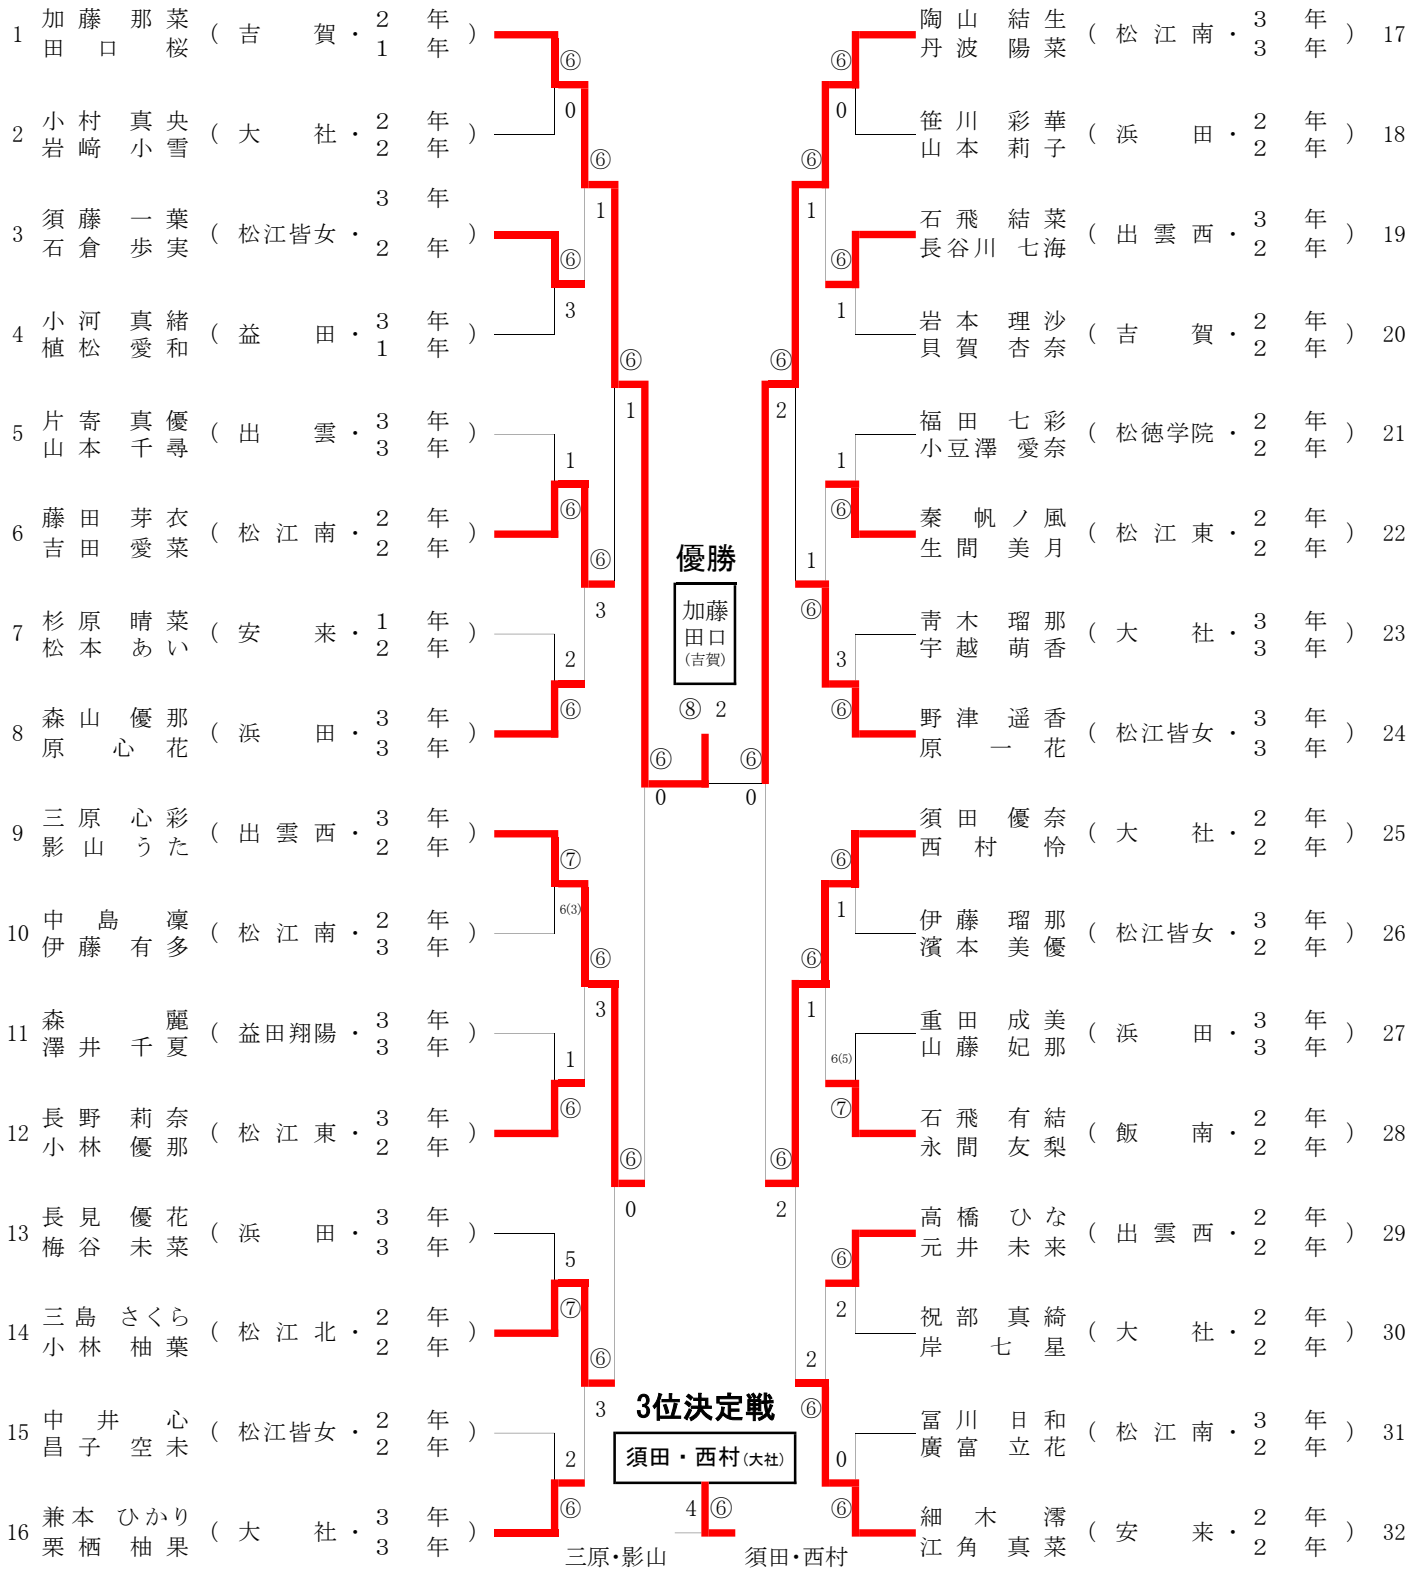 1 加藤 那菜 田口 桜 ( 吉賀 ・ 2年 1年 )
2 小村 真央 岩﨑 小雪 ( 大社 ・ 2年 2年 )
3 須藤 一葉 石倉 歩実 ( 松江皆女 ・ 3年 2年 )
4 小河 真緒 植松 愛和 ( 益田 ・ 3年 1年 )
5 片寄 真優 山本 千尋 ( 出雲 ・ 3年 3年 )
6 藤田 芽衣 吉田 愛菜 ( 松江南 ・ 2年 2年 )
7 杉原 晴菜 松本 あい ( 安来 ・ 1年 2年 )
8 森山 優那 原 心花 ( 浜田 ・ 3年 3年 )
9 三原 心彩 影山 うた ( 出雲西 ・ 3年 2年 )
10 中島 凜 伊藤 有多 ( 松江南 ・ 2年 3年 )
11 森 麗 澤井 千夏 ( 益田翔陽 ・ 3年 3年 )
12 長野 莉奈 小林 優那 ( 松江東 ・ 3年 2年 )
13 長見 優花 梅谷 未菜 ( 浜田 ・ 3年 3年 )
14 三島 さくら 小林 柚葉 ( 松江北 ・ 2年 2年 )
15 中井 心 昌子 空未 ( 松江皆女 ・ 2年 2年 )
16 兼本 ひかり 栗栖 柚果 ( 大社 ・ 3年 3年 )
⑥ 0
⑥ 3
1 ⑥
2 ⑥
⑦ 6(3)
1 ⑥
5 ⑦
2 ⑥
⑥ 1
⑥ 3
⑥ 3
⑥ 3
⑥ 1
⑥ 0
⑥ 0
優勝
加藤
田口
(吉賀)
⑧ 2
⑥ 0
⑥ 2
⑥ 2
⑥ 1
1 ⑥
⑥ 1
2 ⑥
⑥ 0
⑥ 1
1 ⑥
3 ⑥
⑥ 1
6(5) ⑦
⑥ 2
0 ⑥
3位決定戦
須田・西村(大社)
4 ⑥
三原・影山 須田・西村
陶山 結生 丹波 陽菜 ( 松江南 ・ 3年 3年 ) 17
笹川 彩華 山本 莉子 ( 浜田 ・ 2年 2年 ) 18
石飛 結菜 長谷川 七海 ( 出雲西 ・ 3年 2年 ) 19
岩本 理沙 貝賀 杏奈 ( 吉賀 ・ 2年 2年 ) 20
福田 七彩 小豆澤 愛奈 ( 松徳学院 ・ 2年 2年 ) 21
秦 帆ノ風 生間 美月 ( 松江東 ・ 2年 2年 ) 22
青木 瑠那 宇越 萌香 ( 大社 ・ 3年 3年 ) 23
野津 遥香 原 一花 ( 松江皆女 ・ 3年 3年 ) 24
須田 優奈 西村 怜 ( 大社 ・ 2年 2年 ) 25
伊藤 瑠那 濱本 美優 ( 松江皆女 ・ 3年 2年 ) 26
重田 成美 山藤 妃那 ( 浜田 ・ 3年 3年 ) 27
石飛 有結 永間 友梨 ( 飯南 ・ 2年 2年 ) 28
高橋 ひな 元井 未来 ( 出雲西 ・ 2年 2年 ) 29
祝部 真綺 岸 七星 ( 大社 ・ 2年 2年 ) 30
冨川 日和 廣富 立花 ( 松江南 ・ 3年 2年 ) 31
細木 澪 江角 真菜 ( 安来 ・ 2年 2年 ) 32